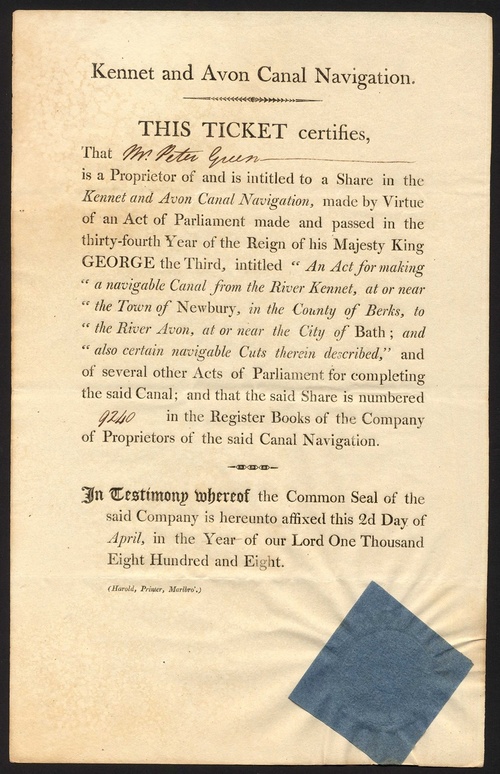 Kennet and Avon Canal Navigation.
THIS TICKET certifies,
That Mr. Peter Green
is a Proprietor of and is intitled to a Share in the
Kennet and Avon Canal Navigation, made by Virtue
of an Act of Parliament made and passed in the
thirty-fourth Year of the Reign of his Majesty King
GEORGE the Third, intitled “ An Act for making
“ a navigable Canal from the River Kennet, at or near
“ the Town of Newbury, in the County of Berks, to
“ the River Avon, at or near the City of Bath ; and
“ also certain navigable Cuts therein described,” and
of several other Acts of Parliament for completing
the said Canal; and that the said Share is numbered
9240 in the Register Books of the Company
of Proprietors of the said Canal Navigation.
In Testimony whereof the Common Seal of the
said Company is hereunto affixed this 2d Day of
April, in the Year of our Lord One Thousand
Eight Hundred and Eight.
(Harold, Printer, Marlbro'.)